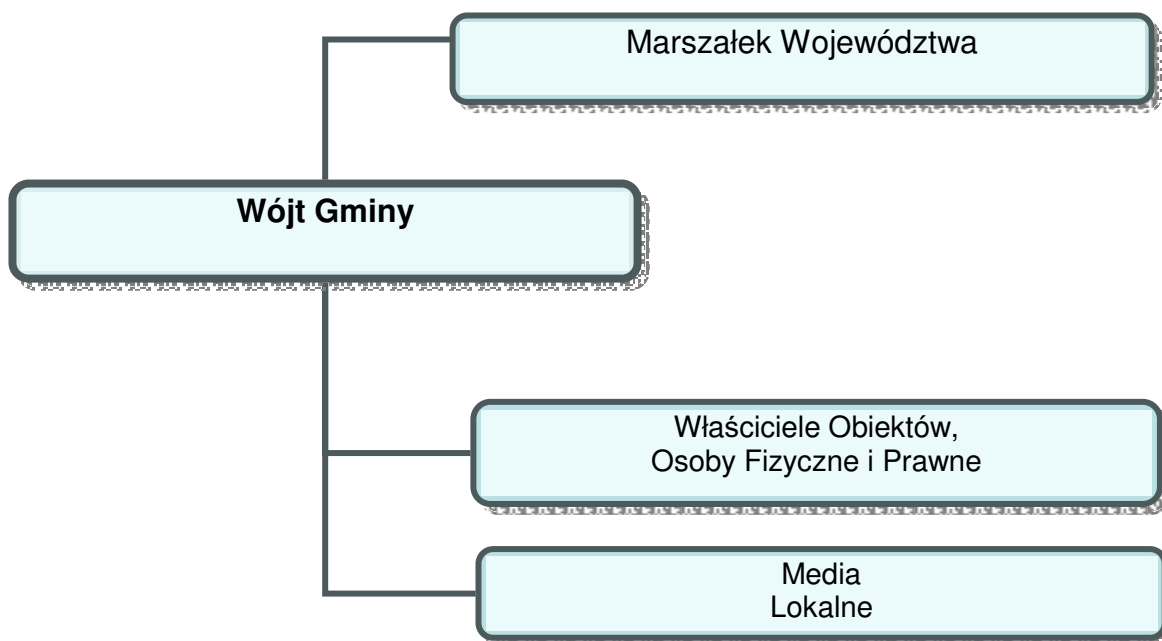 Marszałek Województwa
Wójt Gminy
Właściciele Obiektów,
Osoby Fizyczne i Prawne
Media
Lokalne